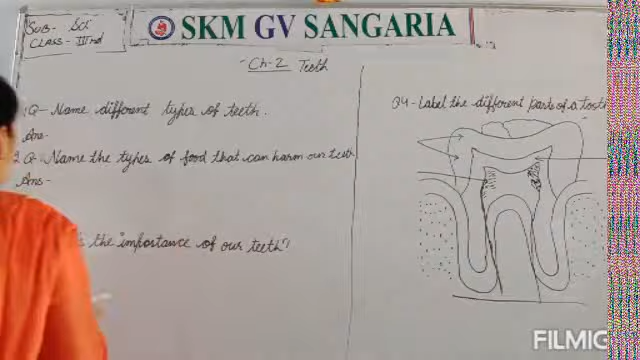 SUB- Sci
CLASS- IIIrd
SKM GV SANGARIA
Ch-2 Teeth
1 Q- Name different types of teeth.
Ans-
2 Q- Name the types of food that can harm our teeth
Ans-
the importance of our teeth?
Q4- Label the different parts of a tooth
FILMIG